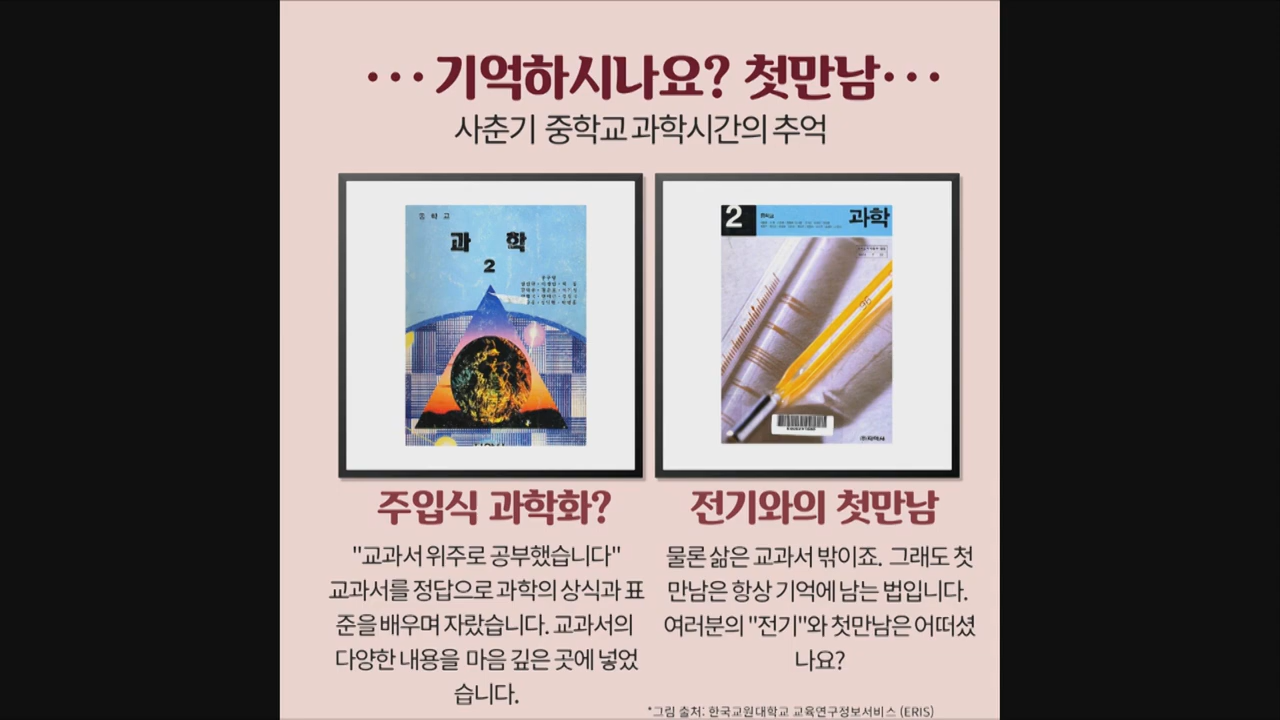 ···기억하시나요? 첫만남···
사춘기 중학교 과학시간의 추억
중학교
과 학
2
2
중학교
과학
(주)지학사
주입식 과학화?
"교과서 위주로 공부했습니다"
교과서를 정답으로 과학의 상식과 표
준을 배우며 자랐습니다. 교과서의
다양한 내용을 마음 깊은 곳에 넣었
습니다.
전기와의 첫만남
물론 삶은 교과서 밖이죠. 그래도 첫
만남은 항상 기억에 남는 법입니다.
여러분의 "전기"와 첫만남은 어떠셨
나요?
*그림 출처: 한국교원대학교 교육연구정보서비스 (ERIS)